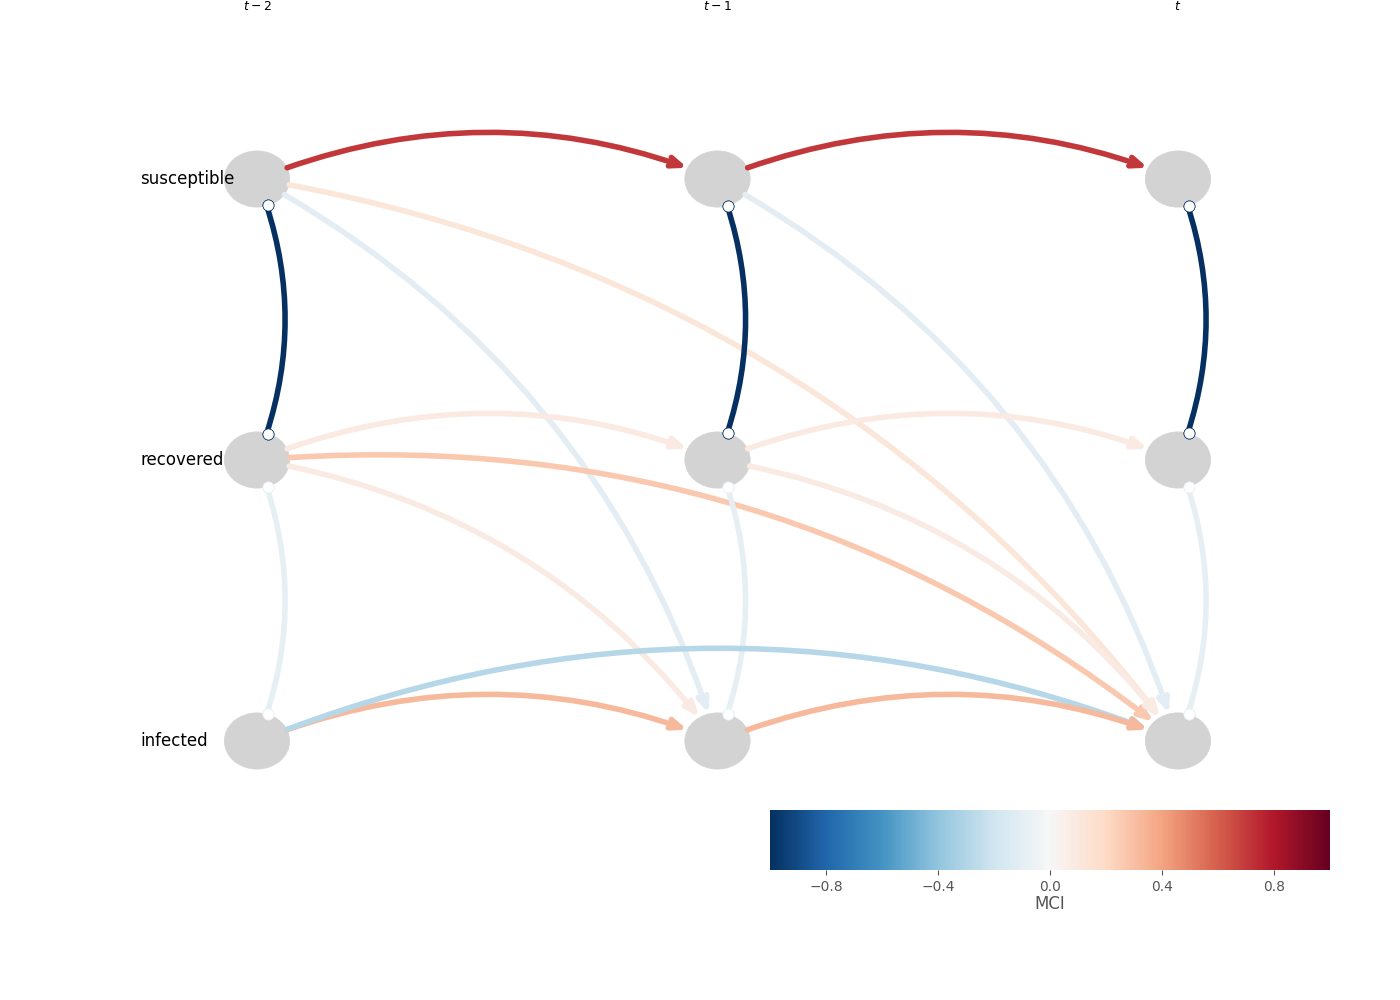 t − 2 t − 1 t
susceptible
recovered
infected
−0.8 −0.4 0.0 0.4 0.8
MCI